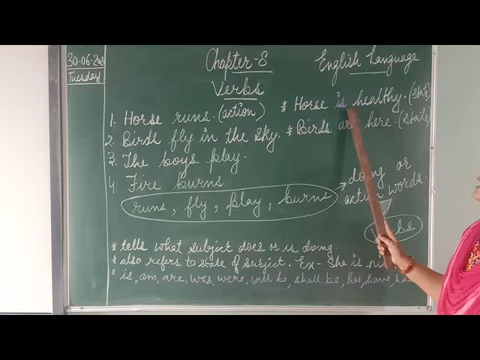 30-06-
Tuesday
Chapter-8
English Language
Verbs
1. Horse runs. (action)
2. Birds fly in the sky.
3. The boys play.
4. Fire burns
* Horse is healthy. (State)
* Birds are here. (State)
runs, fly, play, burns
doing or
action words.
* tells what subject does or is doing.
* also refers to state of subject. Ex- She is
* is, am, are, was, were, will be, shall be, has, have,